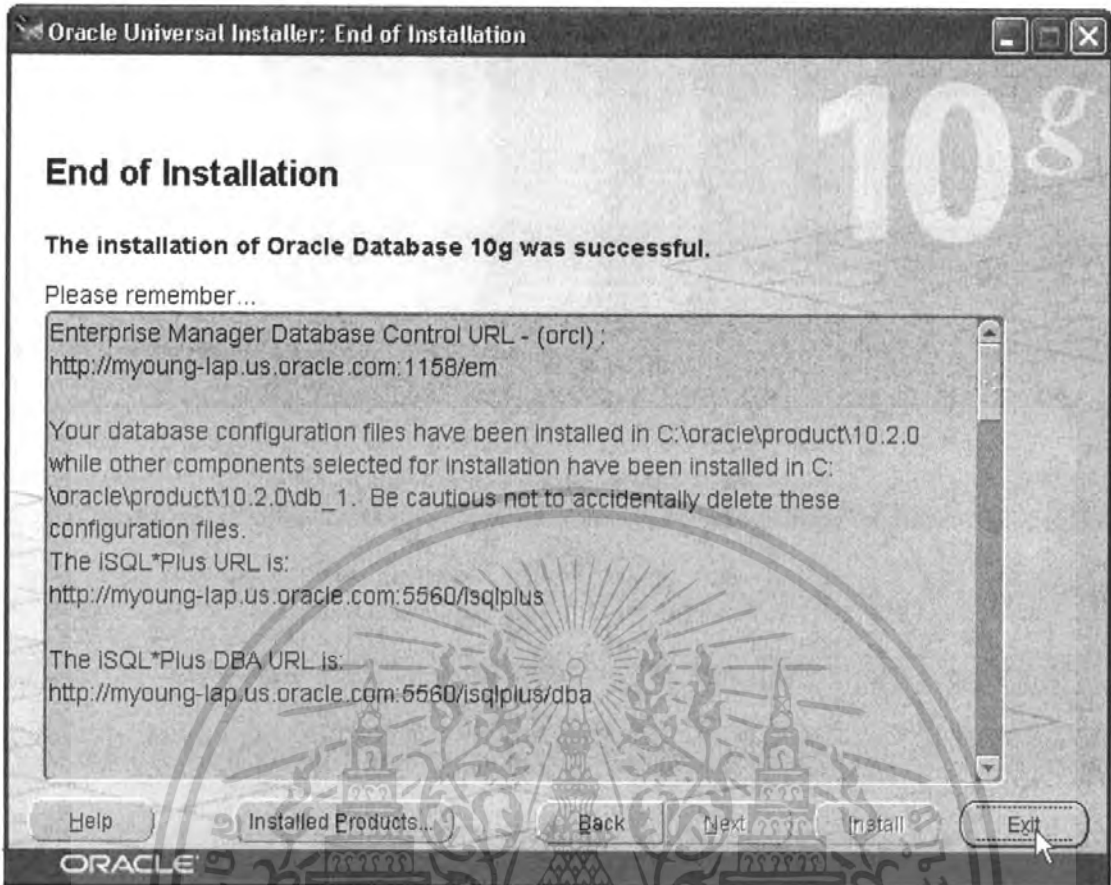 Oracle Universal Installer: End of Installation
10g
End of Installation
The installation of Oracle Database 10g was successful.
Please remember...
Enterprise Manager Database Control URL - (orcl) :
http://myoung-lap.us.oracle.com:1158/em
Your database configuration files have been installed in C:\oracle\product\10.2.0
while other components selected for installation have been installed in C:
\oracle\product\10.2.0\db_1. Be cautious not to accidentally delete these
configuration files.
The iSQL*Plus URL is:
http://myoung-lap.us.oracle.com:5560/isqlplus
The iSQL*Plus DBA URL is:
http://myoung-lap.us.oracle.com:5560/isqlplus/dba
Help Installed Products... Back Next Install Exit
ORACLE